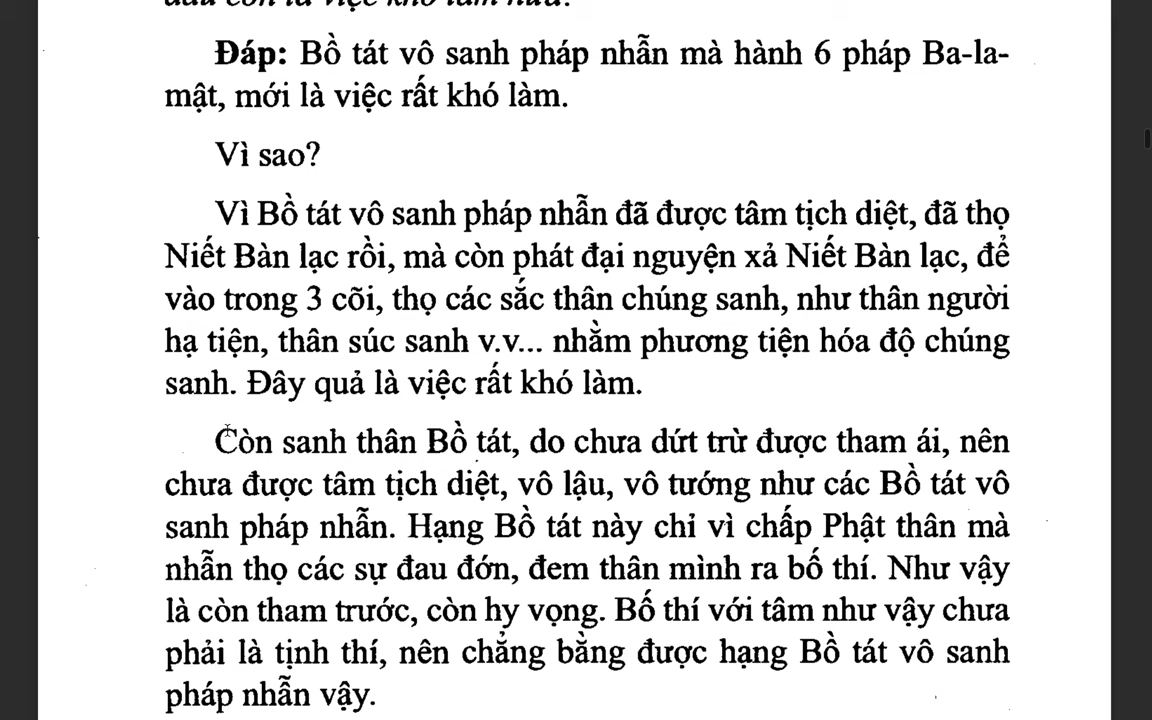 Đáp: Bồ tát vô sanh pháp nhẫn mà hành 6 pháp Ba-la-
mật, mới là việc rất khó làm.
Vì sao?
Vì Bồ tát vô sanh pháp nhẫn đã được tâm tịch diệt, đã thọ
Niết Bàn lạc rồi, mà còn phát đại nguyện xả Niết Bàn lạc, để
vào trong 3 cõi, thọ các sắc thân chúng sanh, như thân người
hạ tiện, thân súc sanh v.v... nhằm phương tiện hóa độ chúng
sanh. Đây quả là việc rất khó làm.
Còn sanh thân Bồ tát, do chưa dứt trừ được tham ái, nên
chưa được tâm tịch diệt, vô lậu, vô tướng như các Bồ tát vô
sanh pháp nhẫn. Hạng Bồ tát này chỉ vì chấp Phật thân mà
nhẫn thọ các sự đau đớn, đem thân mình ra bố thí. Như vậy
là còn tham trước, còn hy vọng. Bố thí với tâm như vậy chưa
phải là tịnh thí, nên chẳng bằng được hạng Bồ tát vô sanh
pháp nhẫn vậy.